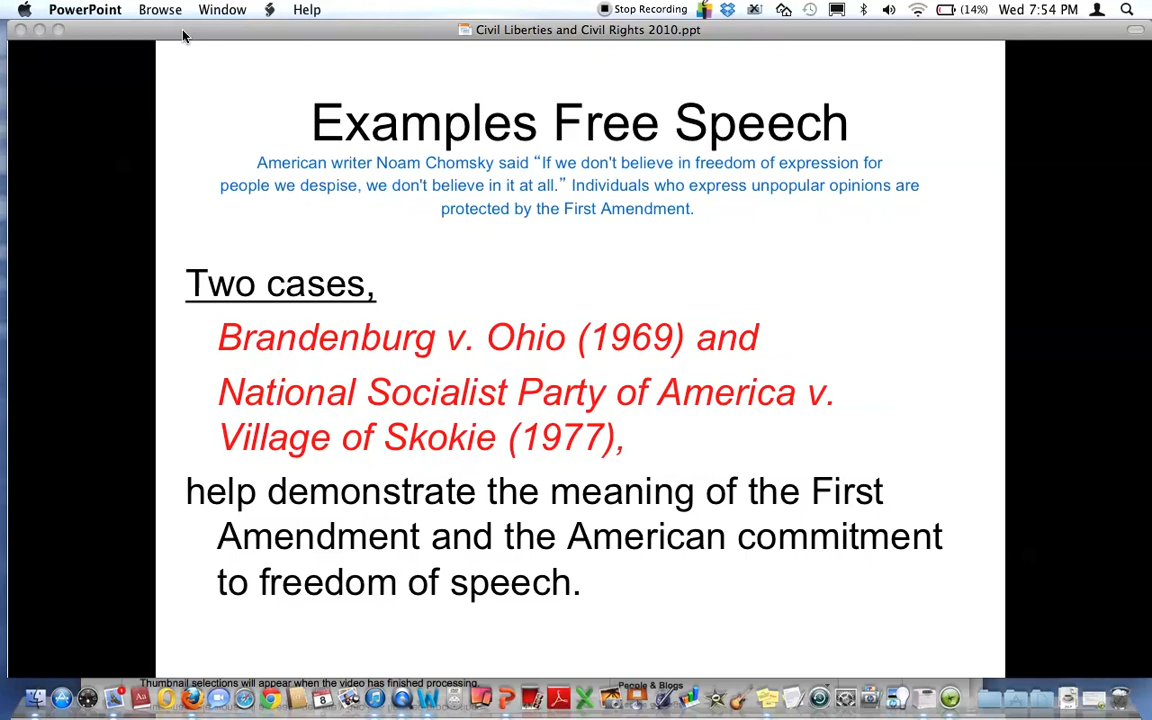 PowerPoint Browse Window Help Stop Recording (14%) Wed 7:54 PM
Civil Liberties and Civil Rights 2010.ppt
Examples Free Speech
American writer Noam Chomsky said “If we don't believe in freedom of expression for
people we despise, we don't believe in it at all.” Individuals who express unpopular opinions are
protected by the First Amendment.
Two cases,
Brandenburg v. Ohio (1969) and
National Socialist Party of America v.
Village of Skokie (1977),
help demonstrate the meaning of the First
Amendment and the American commitment
to freedom of speech.
Thumbnail selections will appear when the video has finished processing.
People & Blogs